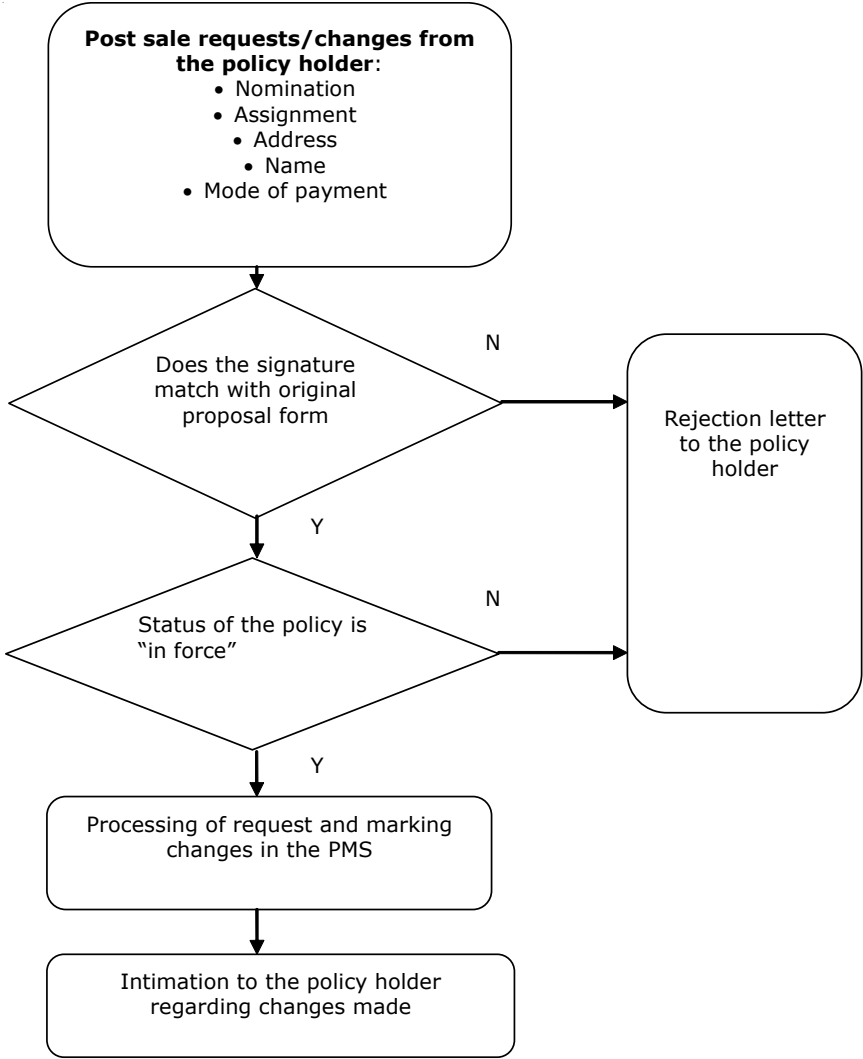 Post sale requests/changes from
the policy holder:
• Nomination
• Assignment
• Address
• Name
• Mode of payment
Does the signature
match with original
proposal form
N
Rejection letter
to the policy
holder
Y
Status of the policy is
“in force”
N
Y
Processing of request and marking
changes in the PMS
Intimation to the policy holder
regarding changes made